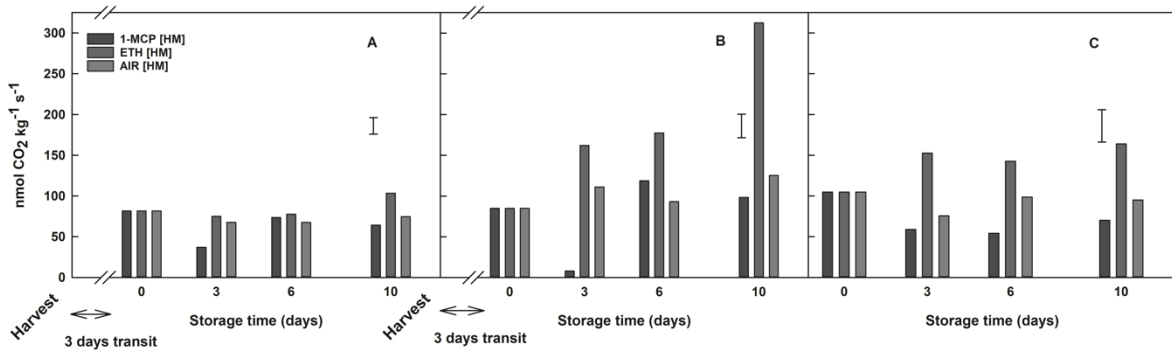 300
250
200
150
100
50
0
nmol CO2 kg-1 s-1
1-MCP [HM]
ETH [HM]
AIR [HM]
A
B
C
0 3 6 10
0 3 6 10
0 3 6 10
Harvest
Storage time (days)
3 days transit
Harvest
Storage time (days)
3 days transit
Storage time (days)